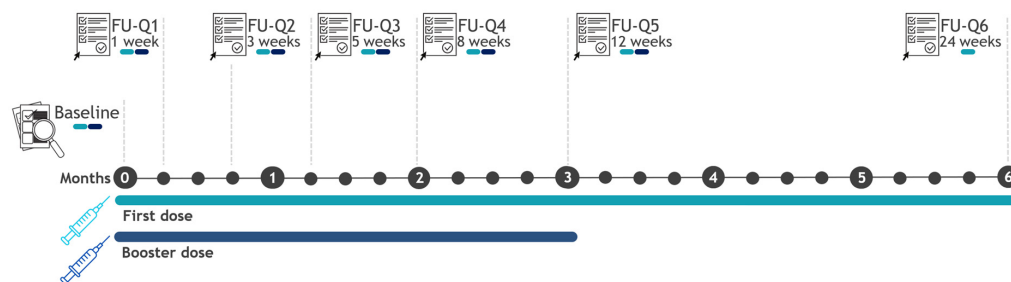 FU-Q1
1 week
FU-Q2
3 weeks
FU-Q3
5 weeks
FU-Q4
8 weeks
FU-Q5
12 weeks
FU-Q6
24 weeks
Baseline
Months 0 1 2 3 4 5 6
First dose
Booster dose